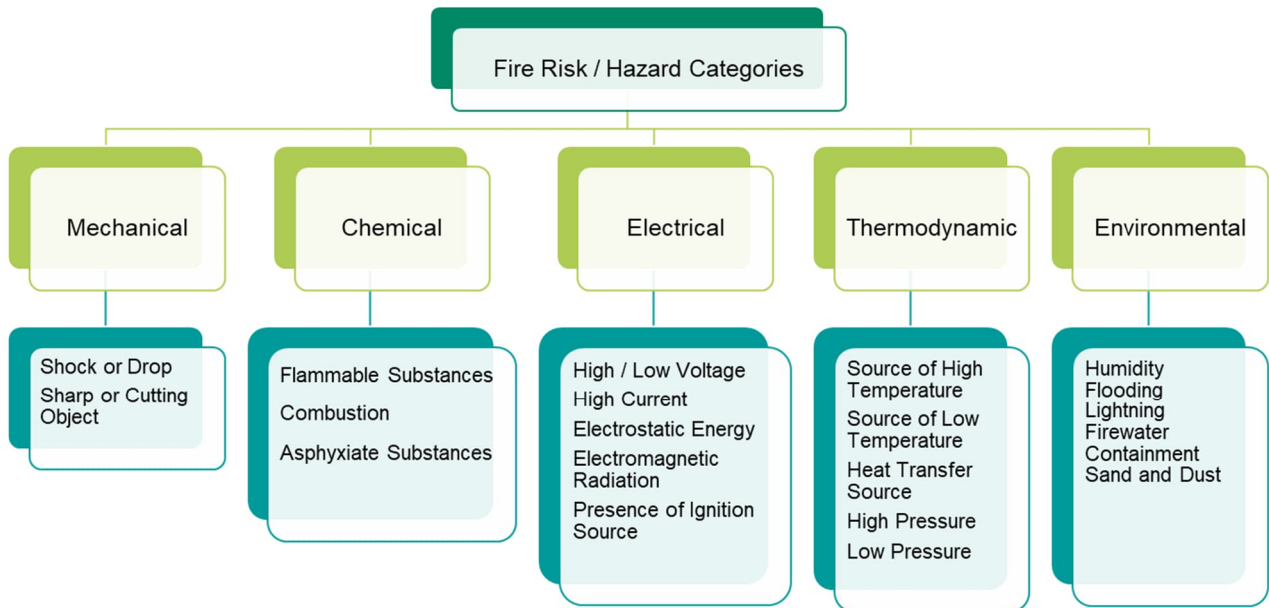 Fire Risk / Hazard Categories
Mechanical
Chemical
Electrical
Thermodynamic
Environmental
Shock or Drop
Sharp or Cutting
Object
Flammable Substances
Combustion
Asphyxiate Substances
High / Low Voltage
High Current
Electrostatic Energy
Electromagnetic
Radiation
Presence of Ignition
Source
Source of High
Temperature
Source of Low
Temperature
Heat Transfer
Source
High Pressure
Low Pressure
Humidity
Flooding
Lightning
Firewater
Containment
Sand and Dust